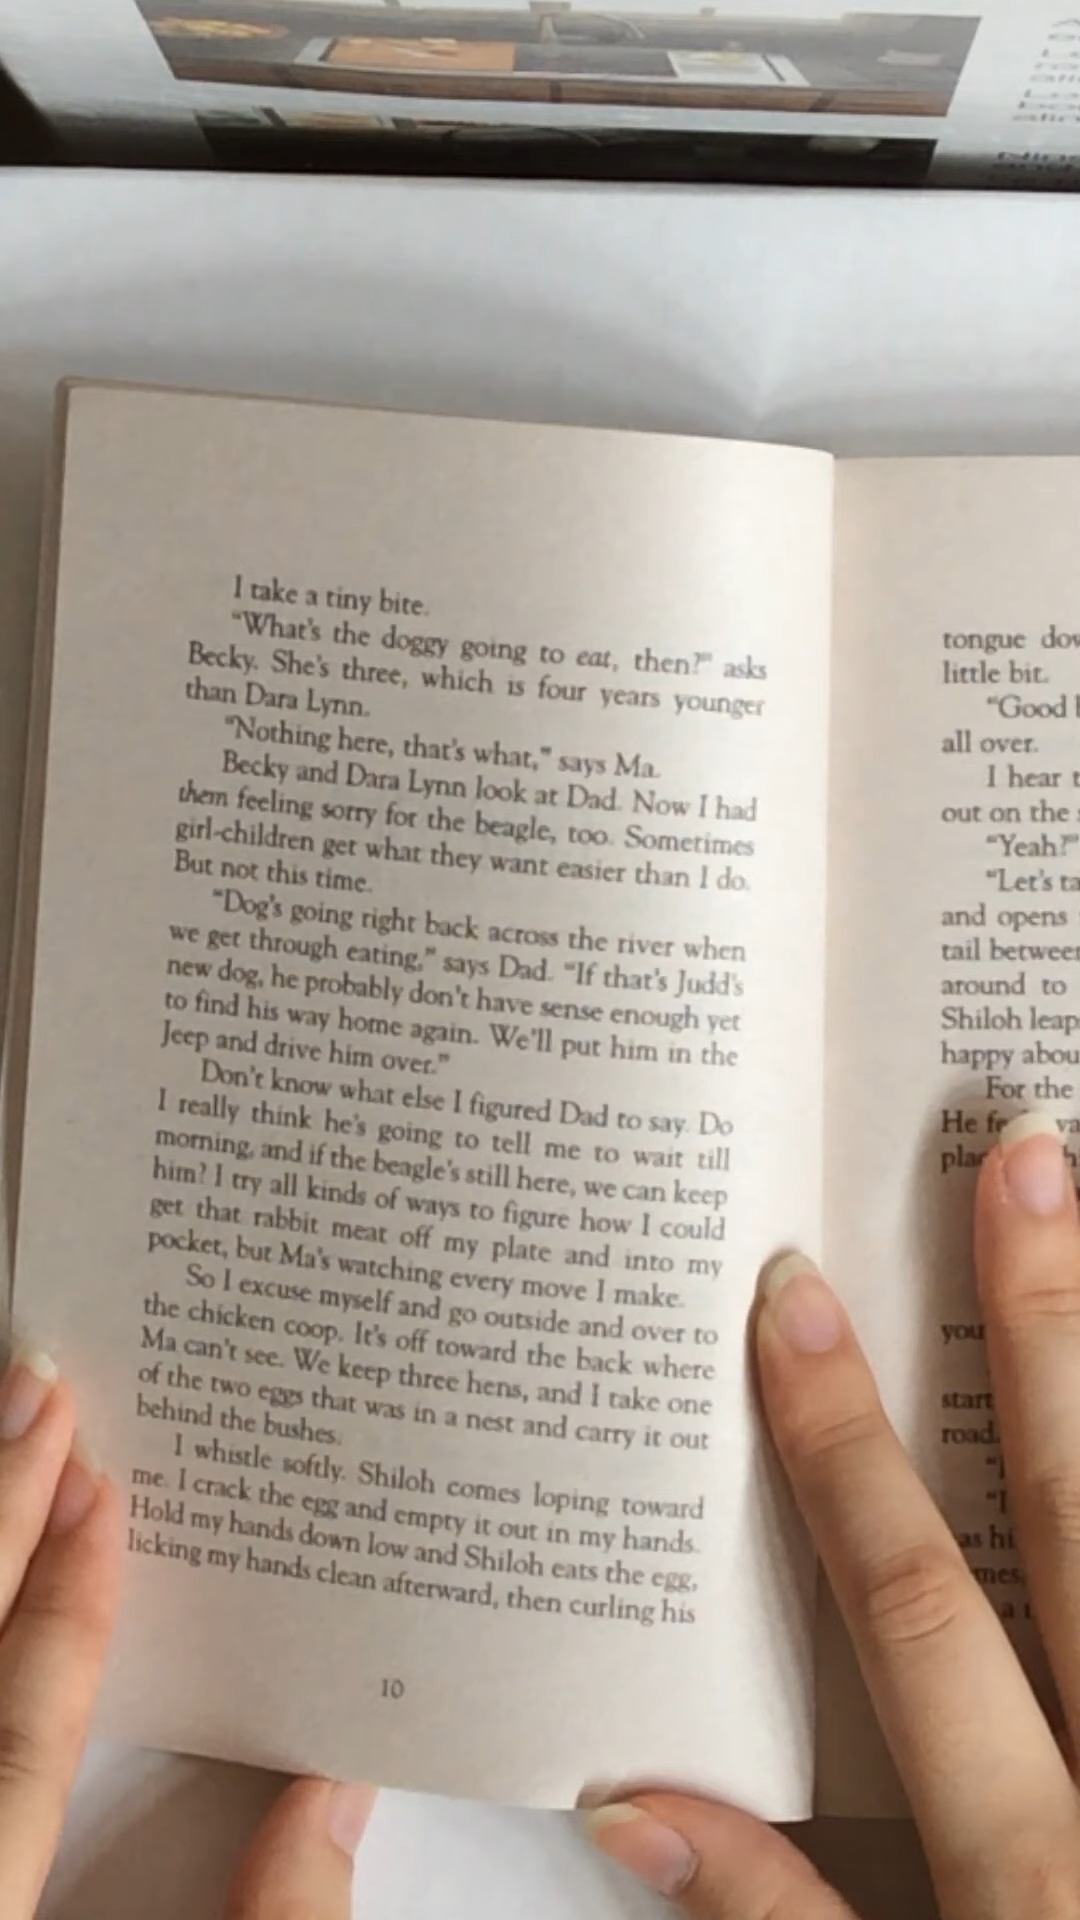 I take a tiny bite.
"What's the doggy going to eat, then?" asks
Becky. She's three, which is four years younger
than Dara Lynn.
"Nothing here, that's what," says Ma.
Becky and Dara Lynn look at Dad. Now I had
them feeling sorry for the beagle, too. Sometimes
girl-children get what they want easier than I do.
But not this time.
"Dog's going right back across the river when
we get through eating," says Dad. "If that's Judd's
new dog, he probably don't have sense enough yet
to find his way home again. We'll put him in the
Jeep and drive him over."
Don't know what else I figured Dad to say. Do
I really think he's going to tell me to wait till
morning, and if the beagle's still here, we can keep
him? I try all kinds of ways to figure how I could
get that rabbit meat off my plate and into my
pocket, but Ma's watching every move I make.
So I excuse myself and go outside and over to
the chicken coop. It's off toward the back where
Ma can't see. We keep three hens, and I take one
of the two eggs that was in a nest and carry it out
behind the bushes.
I whistle softly. Shiloh comes loping toward
me. I crack the egg and empty it out in my hands.
Hold my hands down low and Shiloh eats the egg,
licking my hands clean afterward, then curling his
10
tongue
little bit.
"Good
all over.
I hear
out on the
"Yeah?"
"Let's
and opens
tail
around to
Shiloh
happy
For the
He
you
start
road.